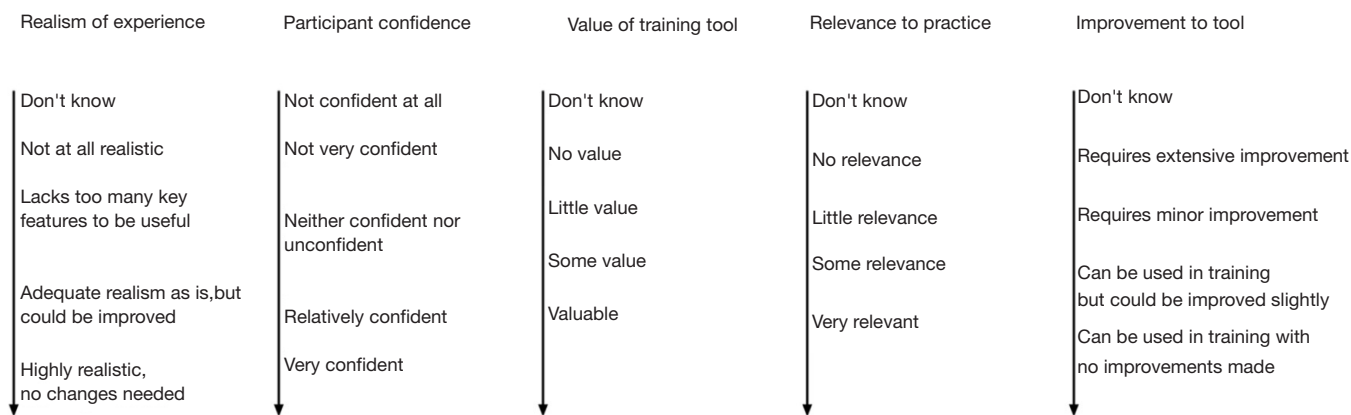 Realism of experience
Don't know
Not at all realistic
Lacks too many key
features to be useful
Adequate realism as is,but
could be improved
Highly realistic,
no changes needed
Participant confidence
Not confident at all
Not very confident
Neither confident nor
unconfident
Relatively confident
Very confident
Value of training tool
Don't know
No value
Little value
Some value
Valuable
Relevance to practice
Don't know
No relevance
Little relevance
Some relevance
Very relevant
Improvement to tool
Don't know
Requires extensive improvement
Requires minor improvement
Can be used in training
but could be improved slightly
Can be used in training with
no improvements made